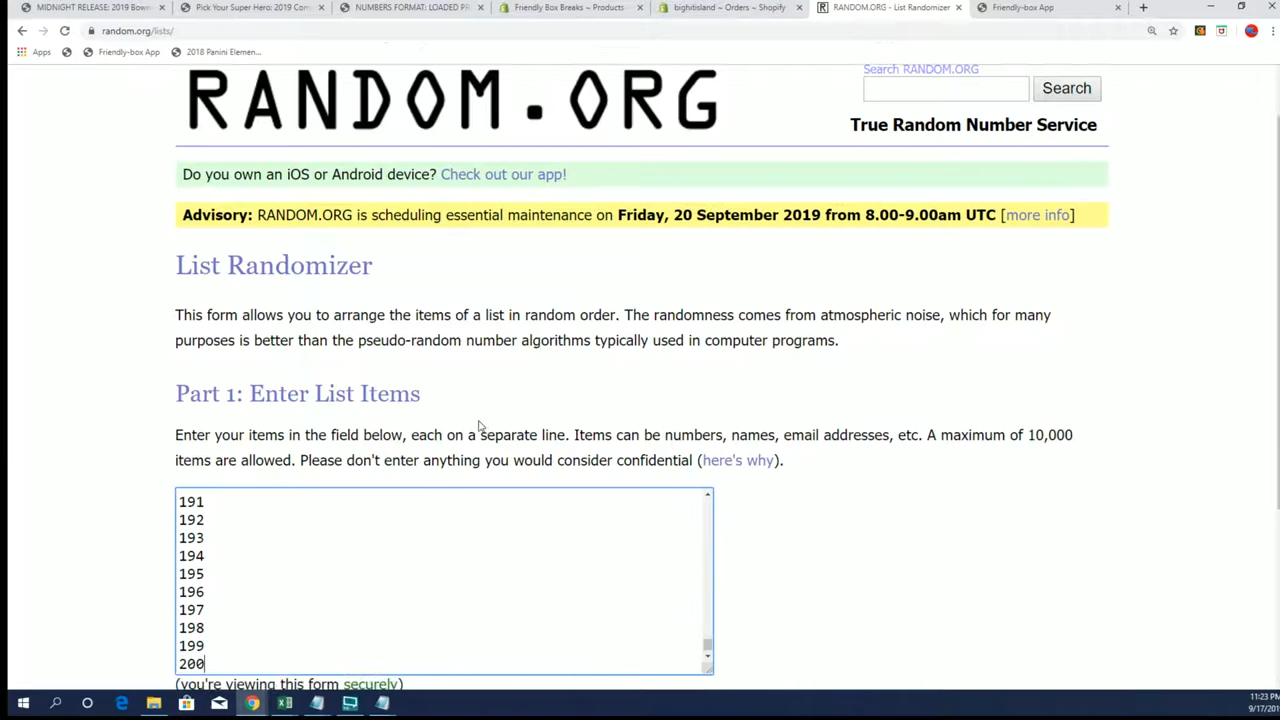 MIDNIGHT RELEASE: 2019 Bown
Pick Your Super Hero: 2019 Com
NUMBERS FORMAT: LOADED PR
Friendly Box Breaks ~ Products
bighitisland ~ Orders ~ Shopify
RANDOM.ORG - List Randomizer
Friendly-box App
random.org/lists/
Apps
Friendly-box App
2018 Panini Elemen...
RANDOM.ORG
Search RANDOM.ORG
Search
True Random Number Service
Do you own an iOS or Android device? Check out our app!
Advisory: RANDOM.ORG is scheduling essential maintenance on Friday, 20 September 2019 from 8.00-9.00am UTC [more info]
List Randomizer
This form allows you to arrange the items of a list in random order. The randomness comes from atmospheric noise, which for many
purposes is better than the pseudo-random number algorithms typically used in computer programs.
Part 1: Enter List Items
Enter your items in the field below, each on a separate line. Items can be numbers, names, email addresses, etc. A maximum of 10,000
items are allowed. Please don't enter anything you would consider confidential (here's why).
191
192
193
194
195
196
197
198
199
200
(you're viewing this form securely)
11:23 PM
9/17/201